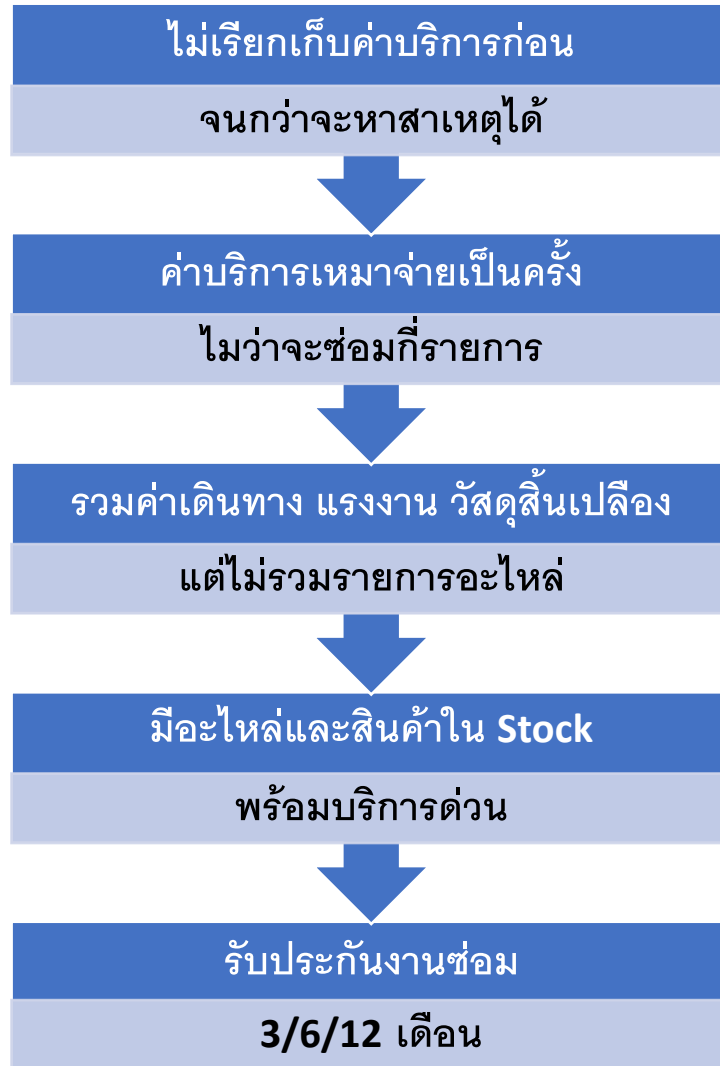 ไม่เรียกเก็บค่าบริการก่อน
จนกว่าจะหาสาเหตุได้
ค่าบริการเหมาจ่ายเป็นครั้ง
ไมว่าจะซ่อมกี่รายการ
รวมค่าเดินทาง แรงงาน วัสดุสิ้นเปลือง
แต่ไม่รวมรายการอะไหล่
มีอะไหล่และสินค้าใน Stock
พร้อมบริการด่วน
รับประกันงานซ่อม
3/6/12 เดือน